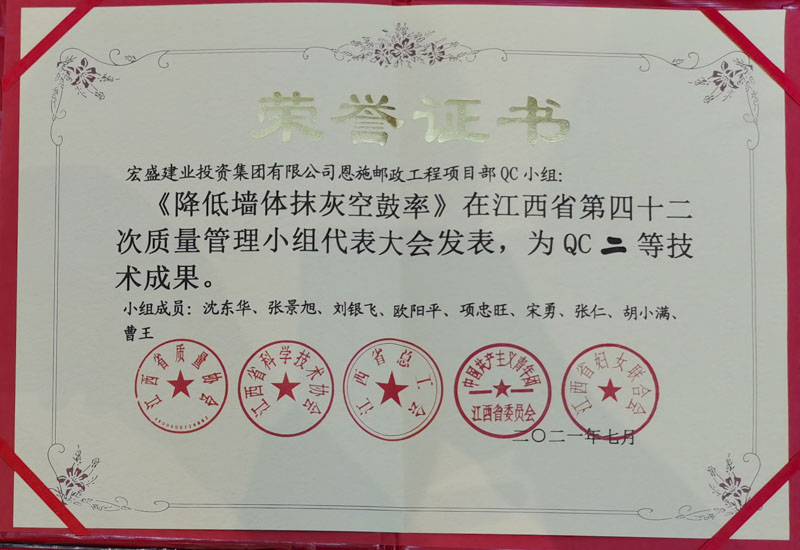 荣誉证书
宏盛建业投资集团有限公司恩施邮政工程项目部QC小组:
《降低墙体抹灰空鼓率》在江西省第四十二
次质量管理小组代表大会发表，为QC 二 等技
术成果。
小组成员：沈东华、张景旭、刘银飞、欧阳平、项忠旺、宋勇、张仁、胡小满、
曹王
江西省质量协会
江西省科学技术协会
江西省总工会
中国共产主义青年团
江西省委员会
江西省妇女联合会
二〇二一年七月